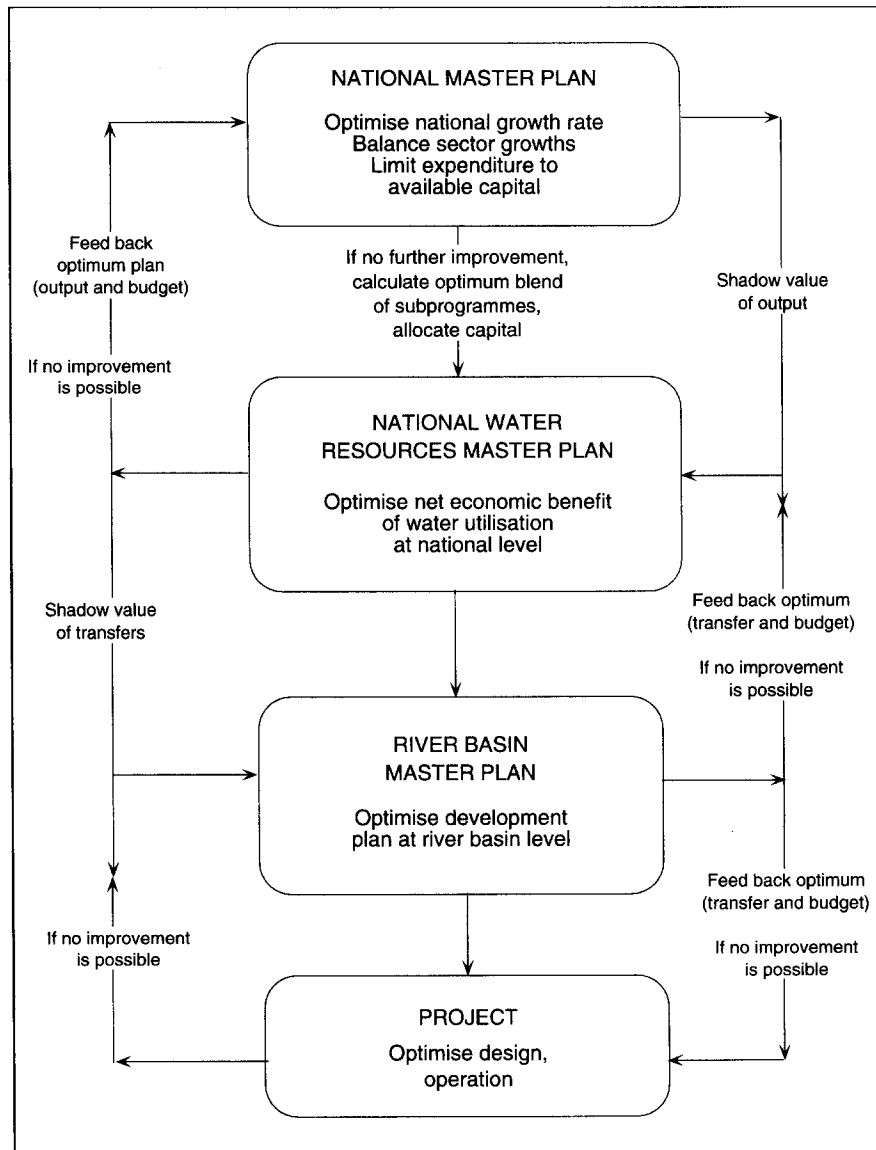 NATIONAL MASTER PLAN
Optimise national growth rate
Balance sector growths
Limit expenditure to
available capital
Feed back
optimum plan
(output and budget)
If no improvement
is possible
If no further improvement,
calculate optimum blend
of subprogrammes,
allocate capital
Shadow value
of output
NATIONAL WATER
RESOURCES MASTER PLAN
Optimise net economic benefit
of water utilisation
at national level
Shadow value
of transfers
Feed back optimum
(transfer and budget)
If no improvement
is possible
RIVER BASIN
MASTER PLAN
Optimise development
plan at river basin level
Feed back optimum
(transfer and budget)
If no improvement
is possible
If no improvement
is possible
PROJECT
Optimise design,
operation